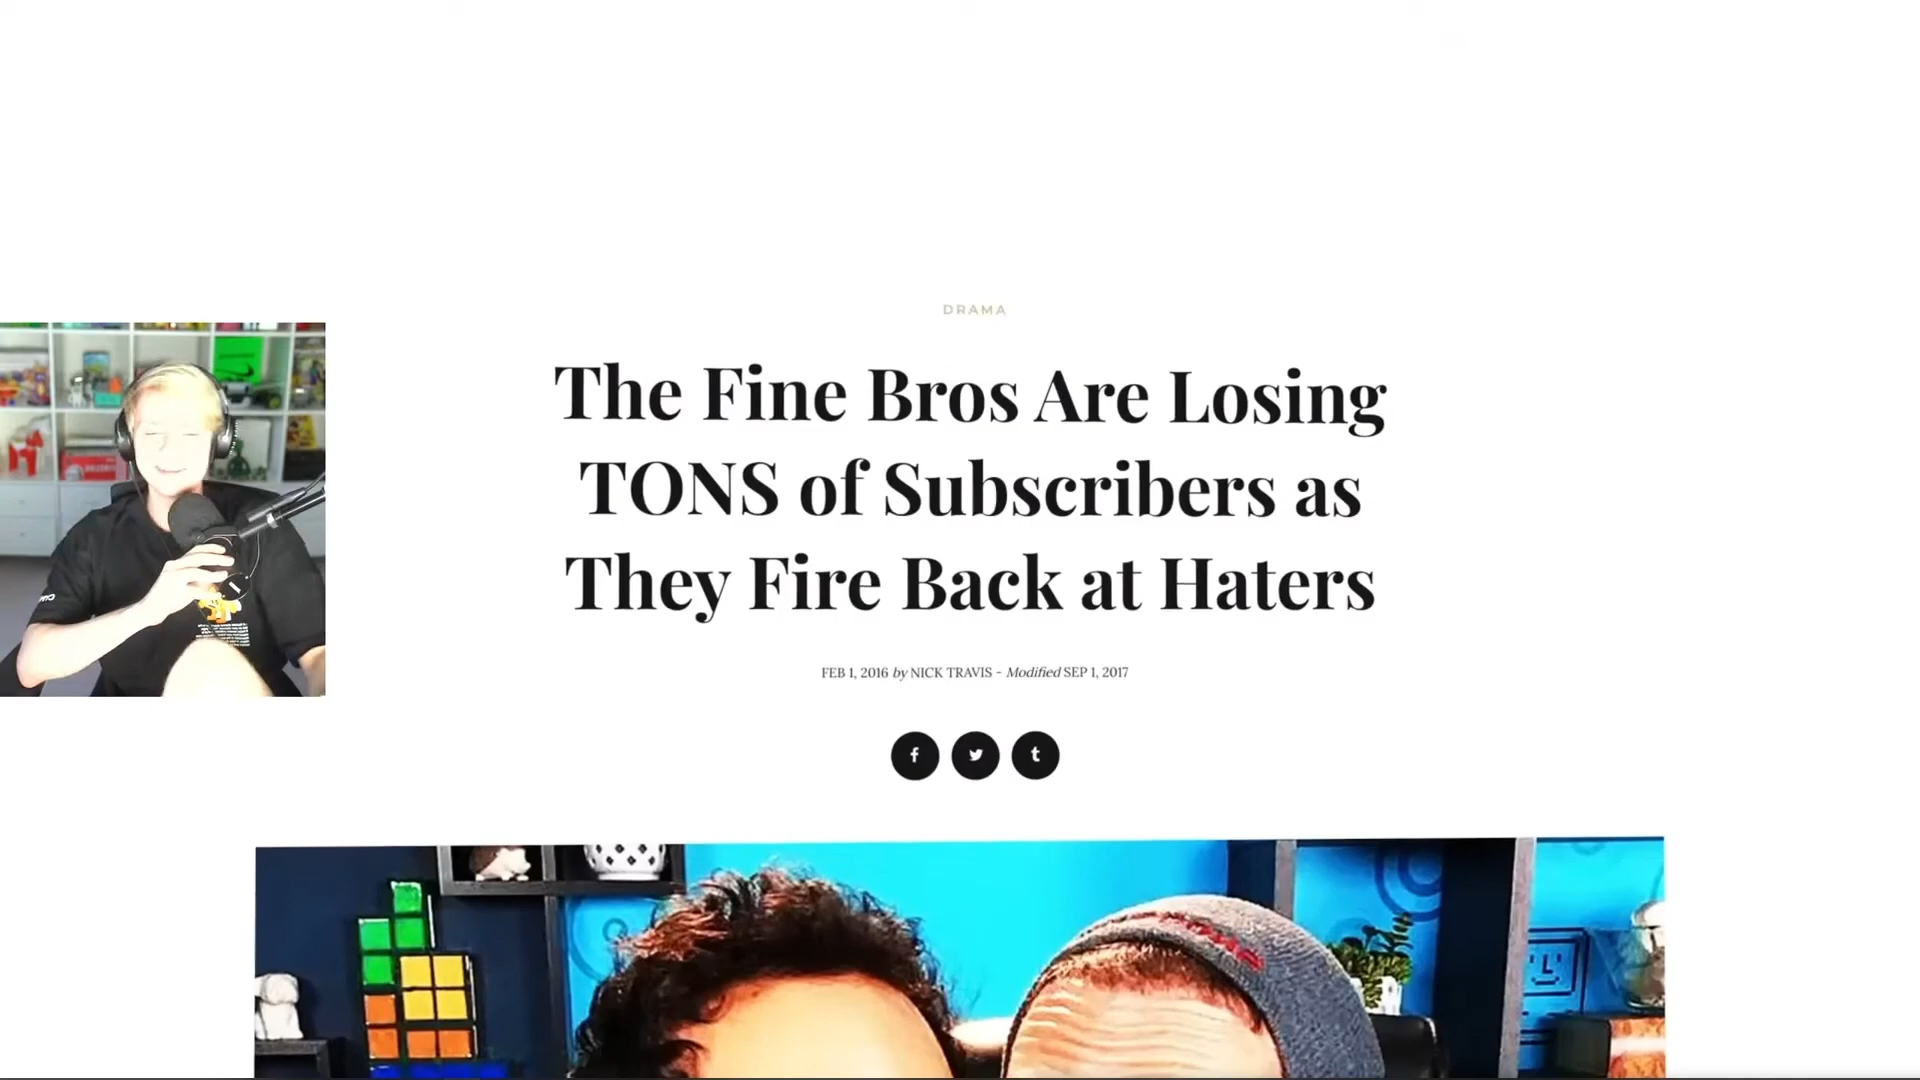 DRAMA
The Fine Bros Are Losing
TONS of Subscribers as
They Fire Back at Haters
FEB 1, 2016 by NICK TRAVIS - Modified SEP 1, 2017